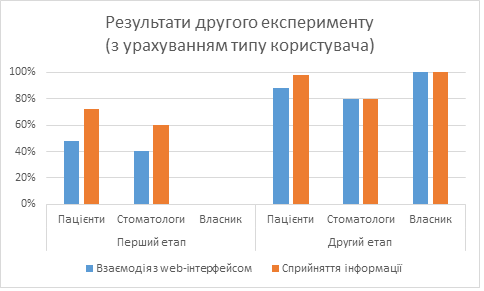 Результати другого експерименту
(з урахуванням типу користувача)
100%
80%
60%
40%
20%
0%
Пацієнти Стоматологи Власник Пацієнти Стоматологи Власник
Перший етап Другий етап
Взаємодія з web-інтерфейсом Сприйняття інформації